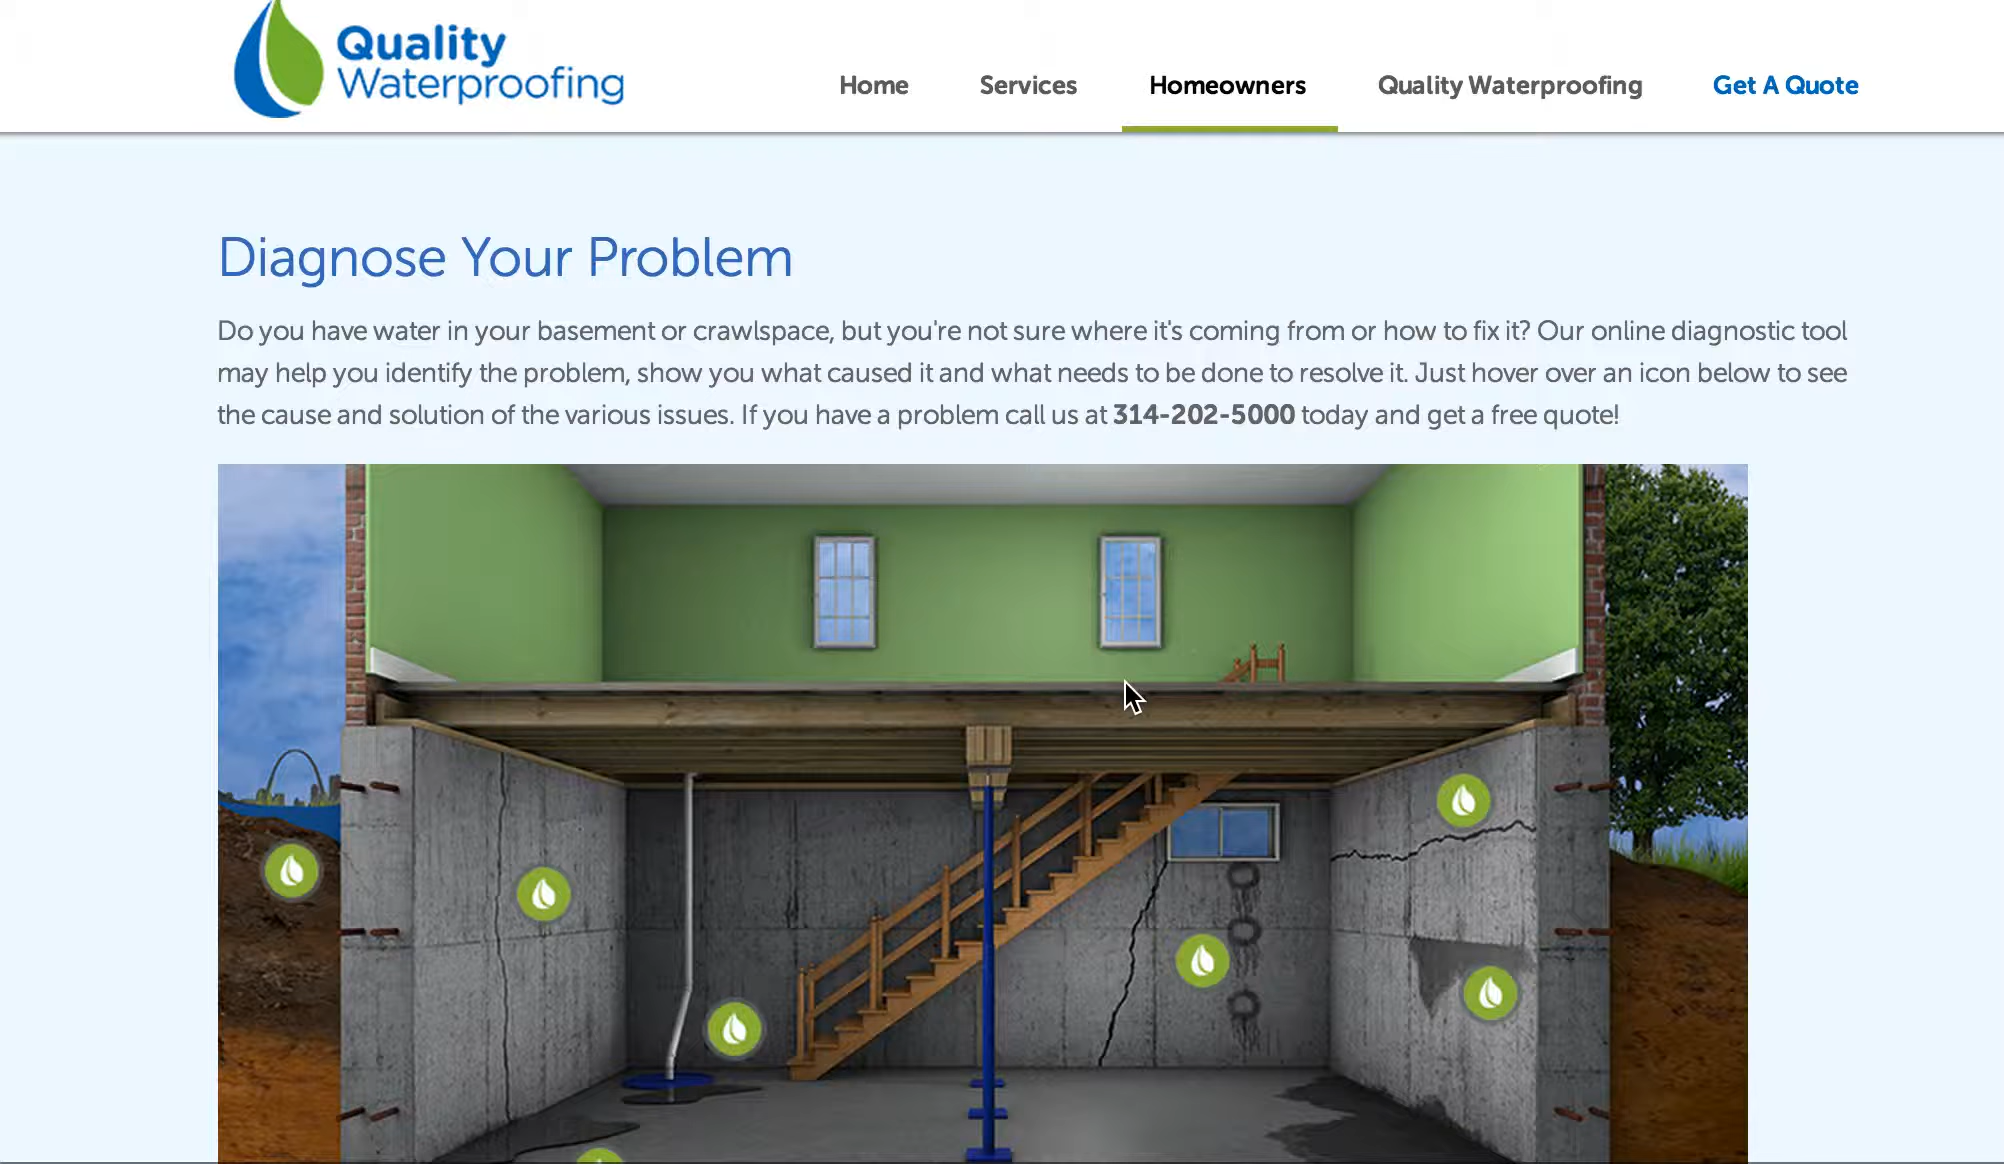 Quality
Waterproofing
Home
Services
Homeowners
Quality Waterproofing
Get A Quote
Diagnose Your Problem
Do you have water in your basement or crawlspace, but you're not sure where it's coming from or how to fix it? Our online diagnostic tool
may help you identify the problem, show you what caused it and what needs to be done to resolve it. Just hover over an icon below to see
the cause and solution of the various issues. If you have a problem call us at 314-202-5000 today and get a free quote!